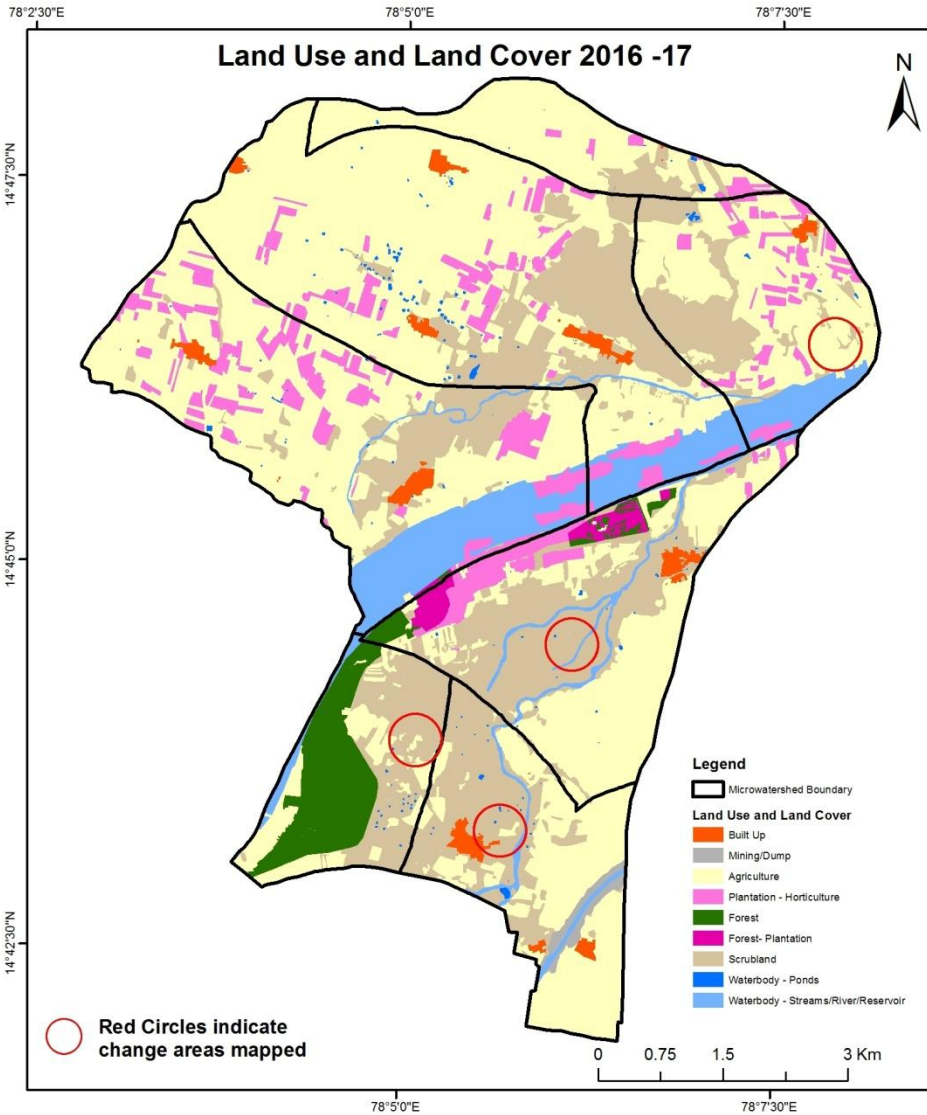 78°2'30"E 78°5'0"E 78°7'30"E
Land Use and Land Cover 2016 -17
N
14°47'30"N
14°45'0"N
14°42'30"N
Legend
Microwatershed Boundary
Land Use and Land Cover
Built Up
Mining/Dump
Agriculture
Plantation - Horticulture
Forest
Forest- Plantation
Scrubland
Waterbody - Ponds
Waterbody - Streams/River/Reservoir
Red Circles indicate
change areas mapped
0 0.75 1.5 3 Km
78°5'0"E 78°7'30"E